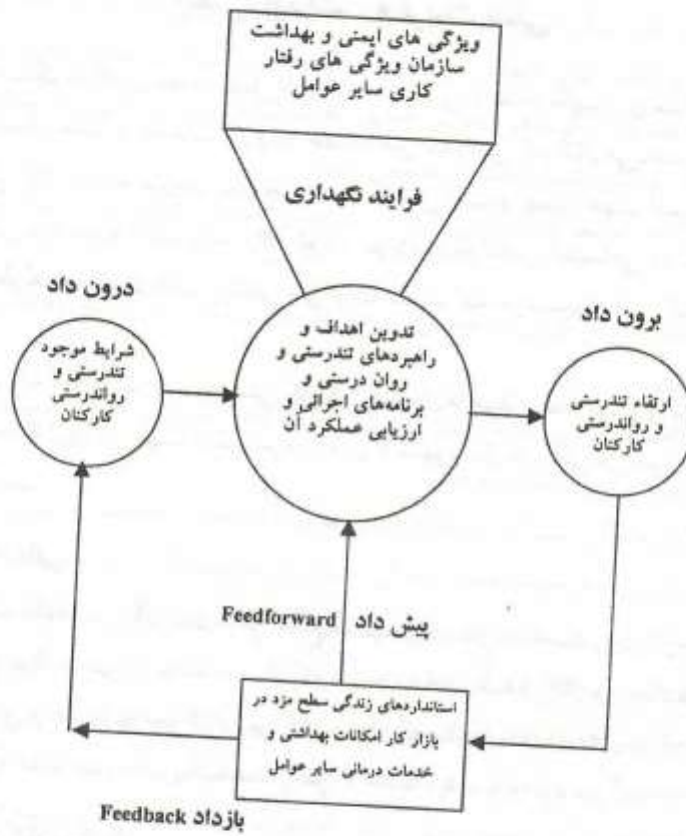 ویژگی های ایمنی و بهداشت
سازمان ویژگی های رفتار
کاری سایر عوامل
فرایند نگهداری
درون داد
شرایط موجود
تندرستی و
رواندرستی
کارکنان
تدوین اهداف و
راهبردهای تندرستی و
روان درستی و
برنامه‌های اجرائی و
ارزیابی عملکرد آن
برون داد
ارتقاء تندرستی
و رواندرستی
کارکنان
پیش داد Feedforward
استانداردهای زندگی سطح مزد در
بازار کار امکانات بهداشتی و
خدمات درمانی سایر عوامل
بازداد Feedback